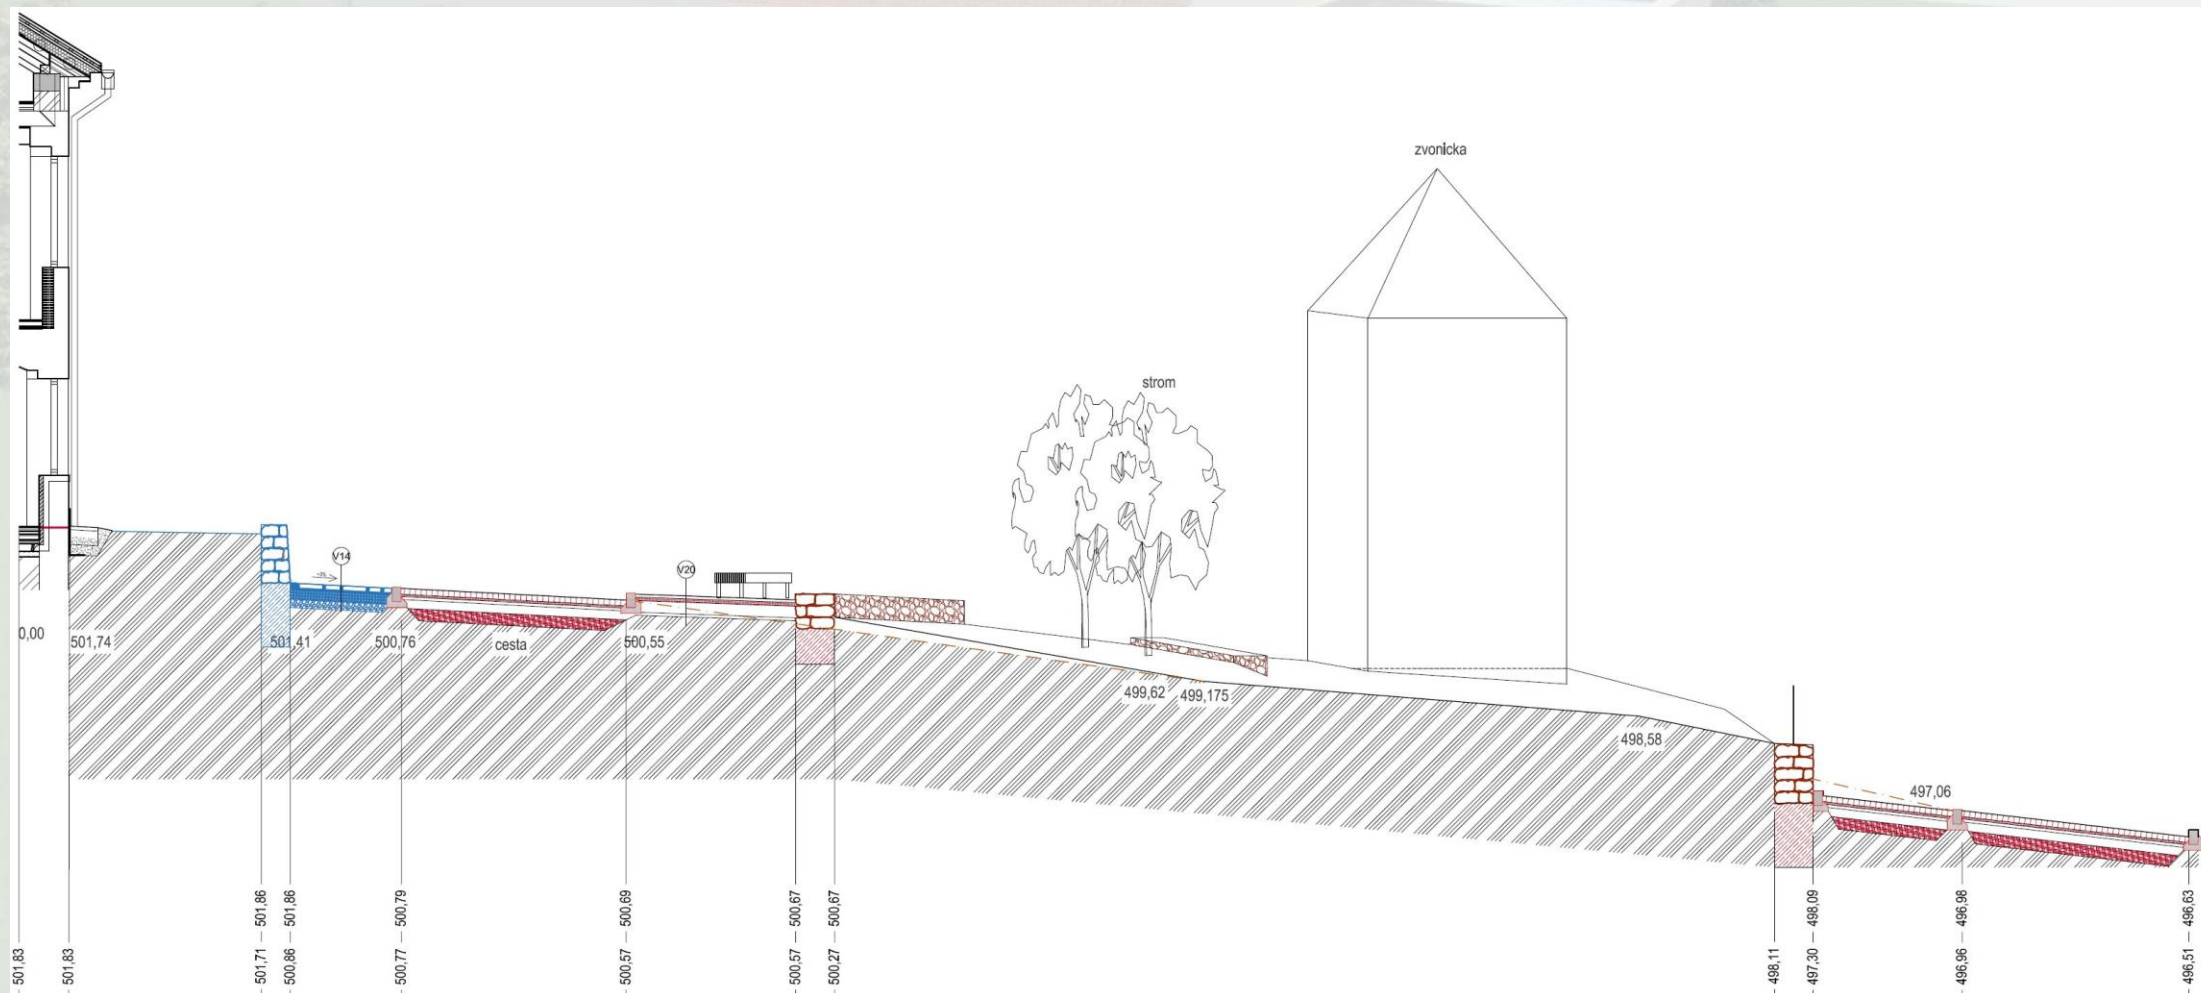 zvonicka
strom
V14
V20
0,00
501,74
501,41
500,76
cesta
500,55
499,62
499,175
498,58
497,06
501,83
501,83
501,71 — 501,86
500,86 — 501,86
500,77 — 500,79
500,57 — 500,69
500,57 — 500,67
500,27 — 500,67
498,11
497,30 — 498,09
496,96 — 496,98
496,51 — 496,63